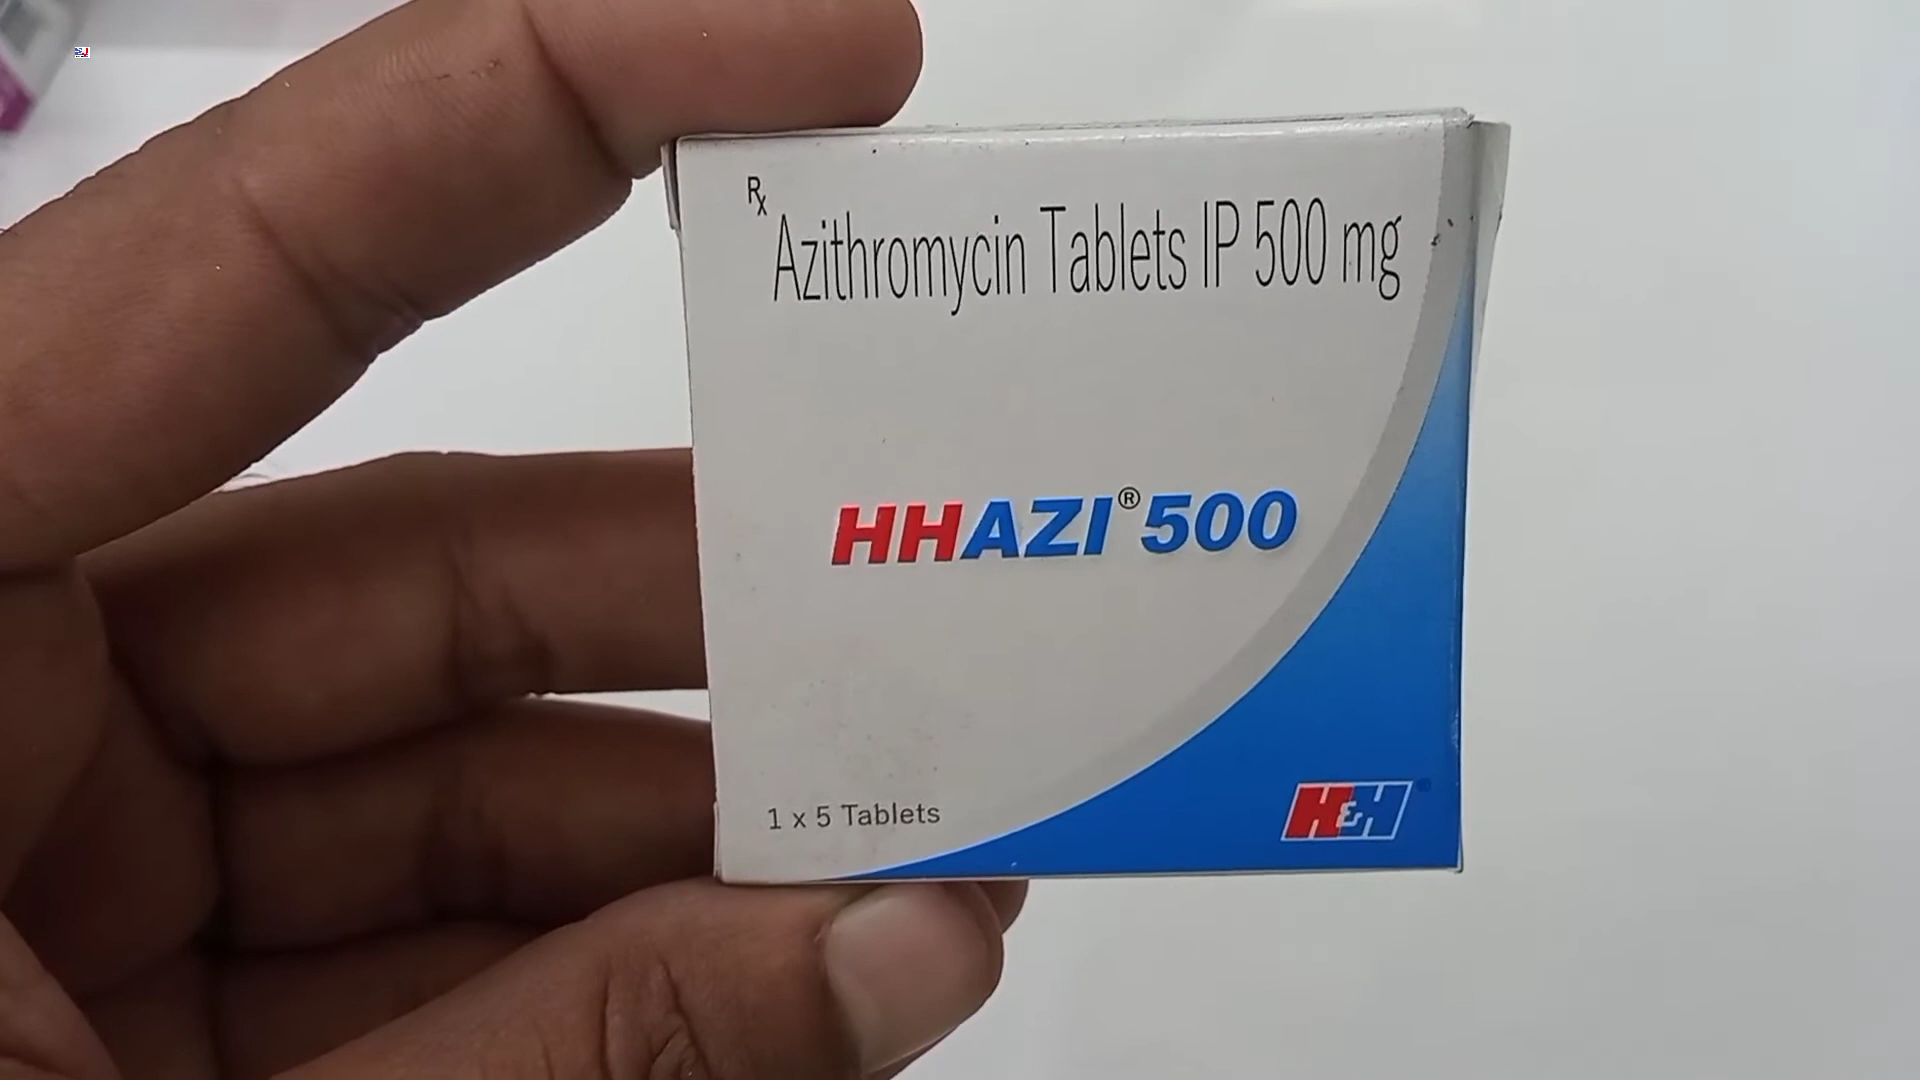 Rx
Azithromycin Tablets IP 500 mg
HHAZI® 500
1 x 5 Tablets
H&H